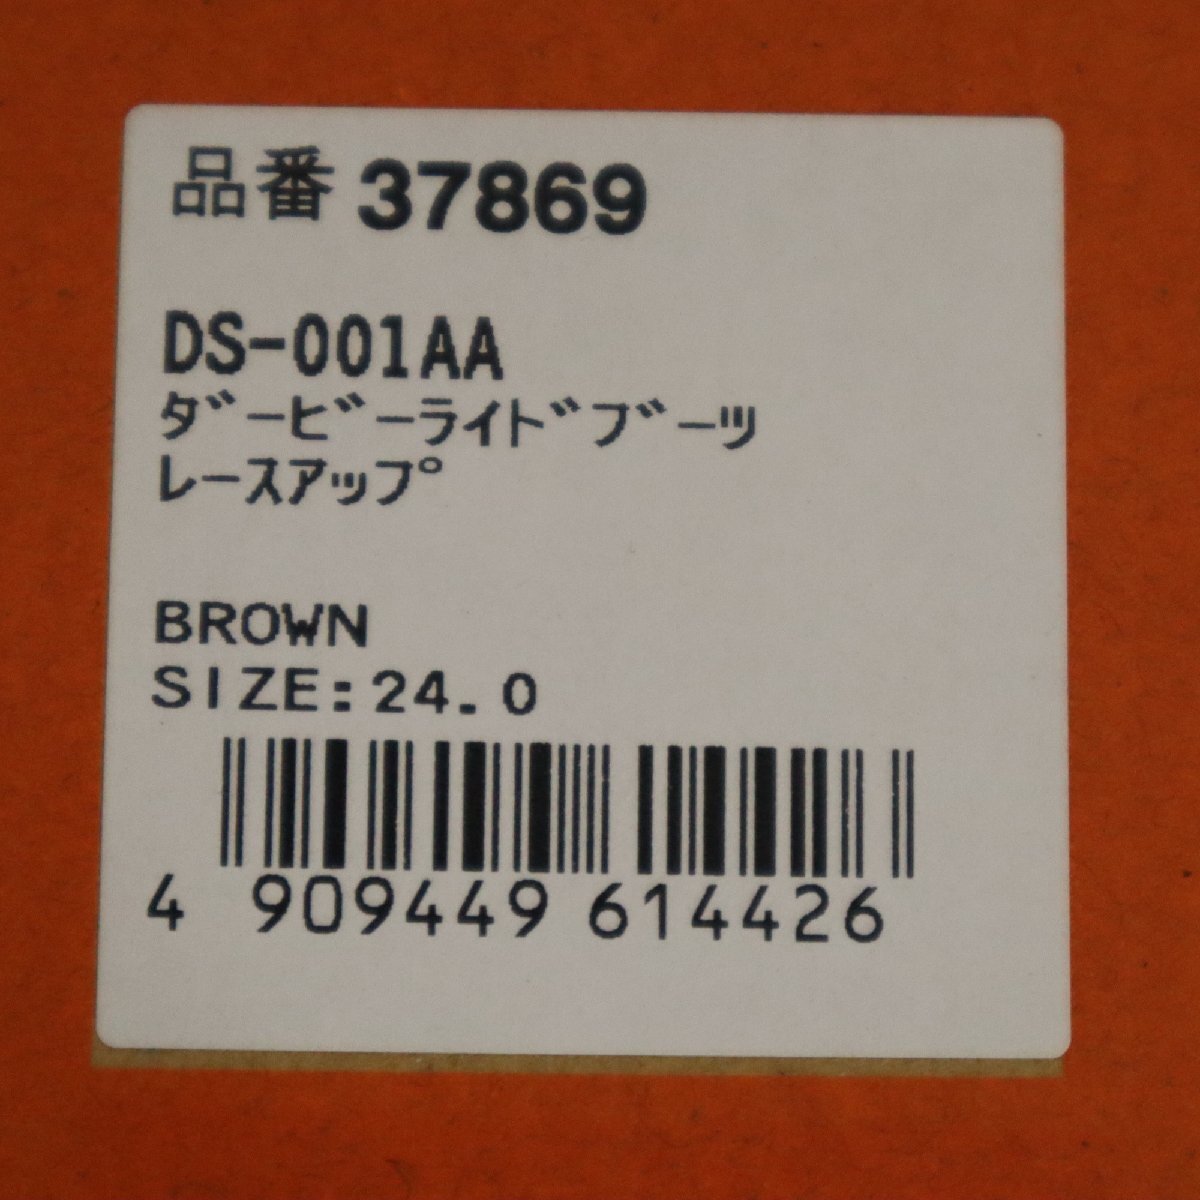 品番 37869
DS-001AA
ﾀﾞｰﾋﾞｰﾗｲﾄﾞﾌﾞｰﾂ
ﾚｰｽｱｯﾌﾟ
BROWN
SIZE:24.0
4 909449 614426